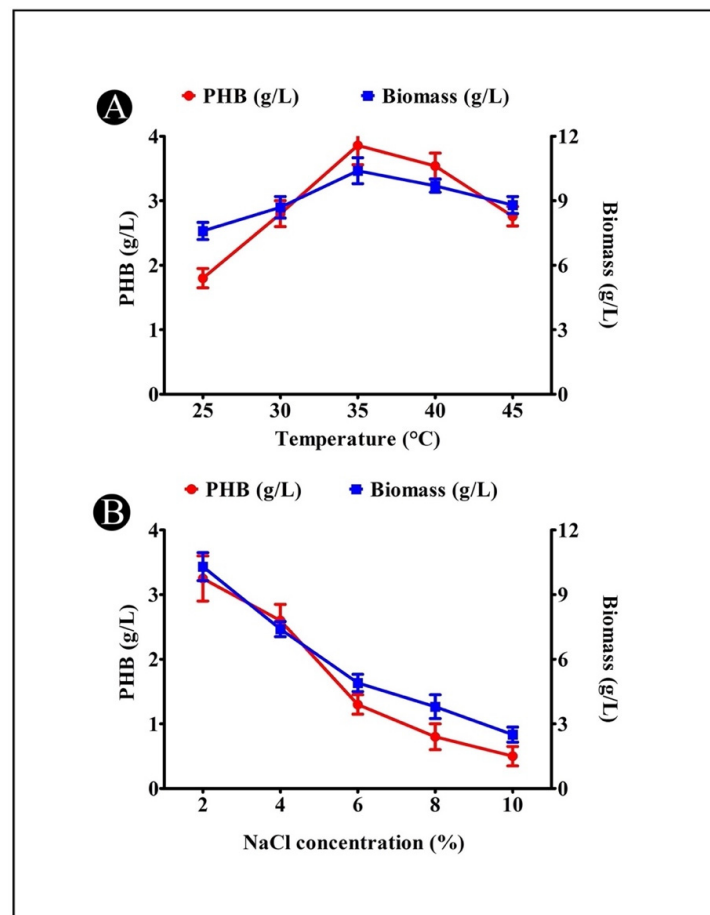 A
PHB (g/L) Biomass (g/L)
4 12
3 9
2 6
1 3
0 0
PHB (g/L)
Biomass (g/L)
25 30 35 40 45
Temperature (°C)
B
PHB (g/L) Biomass (g/L)
4 12
3 9
2 6
1 3
0 0
PHB (g/L)
Biomass (g/L)
2 4 6 8 10
NaCl concentration (%)